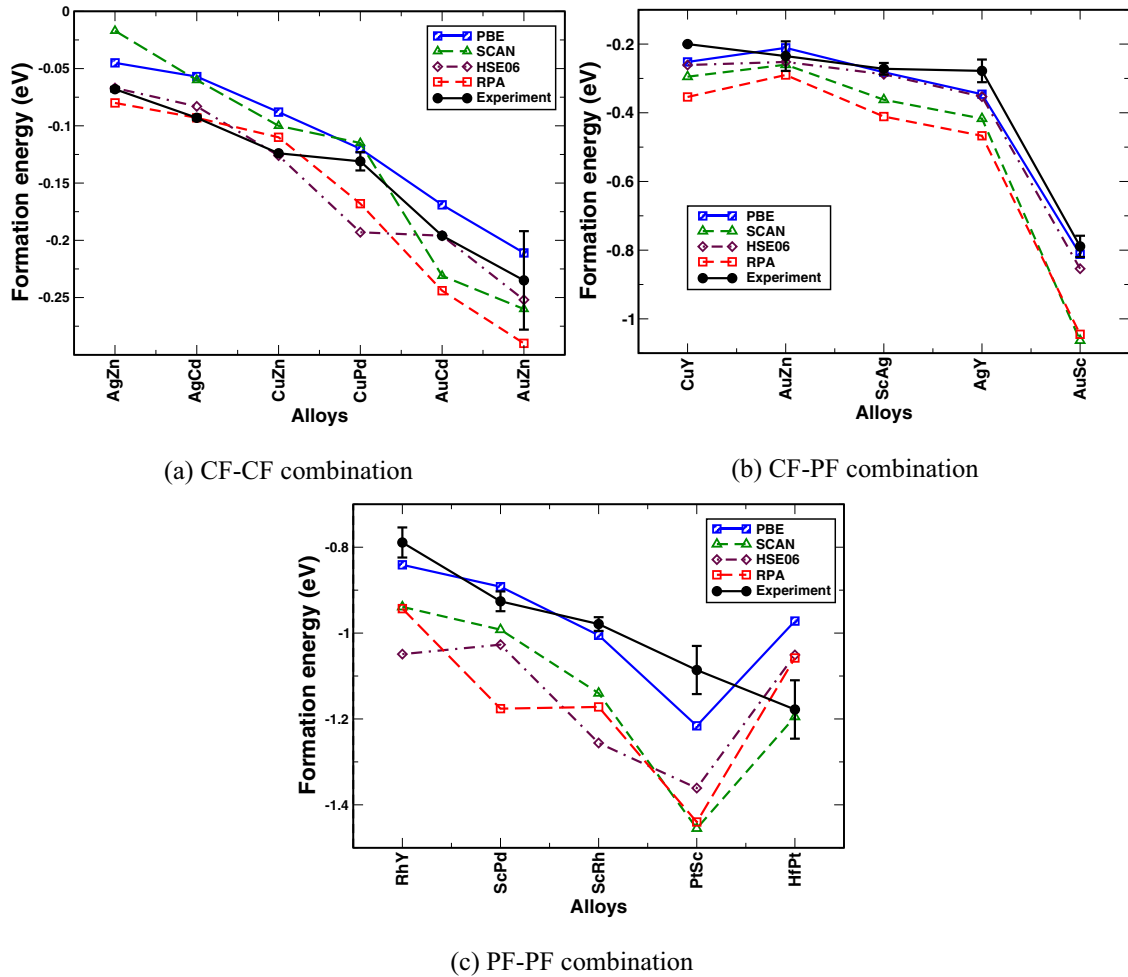 0
-0.05
-0.1
-0.15
-0.2
-0.25
Formation energy (eV)
PBE
SCAN
HSE06
RPA
Experiment
AgZn
AgCd
CuZn
CuPd
AuCd
AuZn
Alloys
(a) CF-CF combination
-0.2
-0.4
-0.6
-0.8
-1
Formation energy (eV)
PBE
SCAN
HSE06
RPA
Experiment
CuY
AuZn
ScAg
AgY
AuSc
Alloys
(b) CF-PF combination
-0.8
-1
-1.2
-1.4
Formation energy (eV)
PBE
SCAN
HSE06
RPA
Experiment
RhY
ScPd
ScRh
PtSc
HfPt
Alloys
(c) PF-PF combination